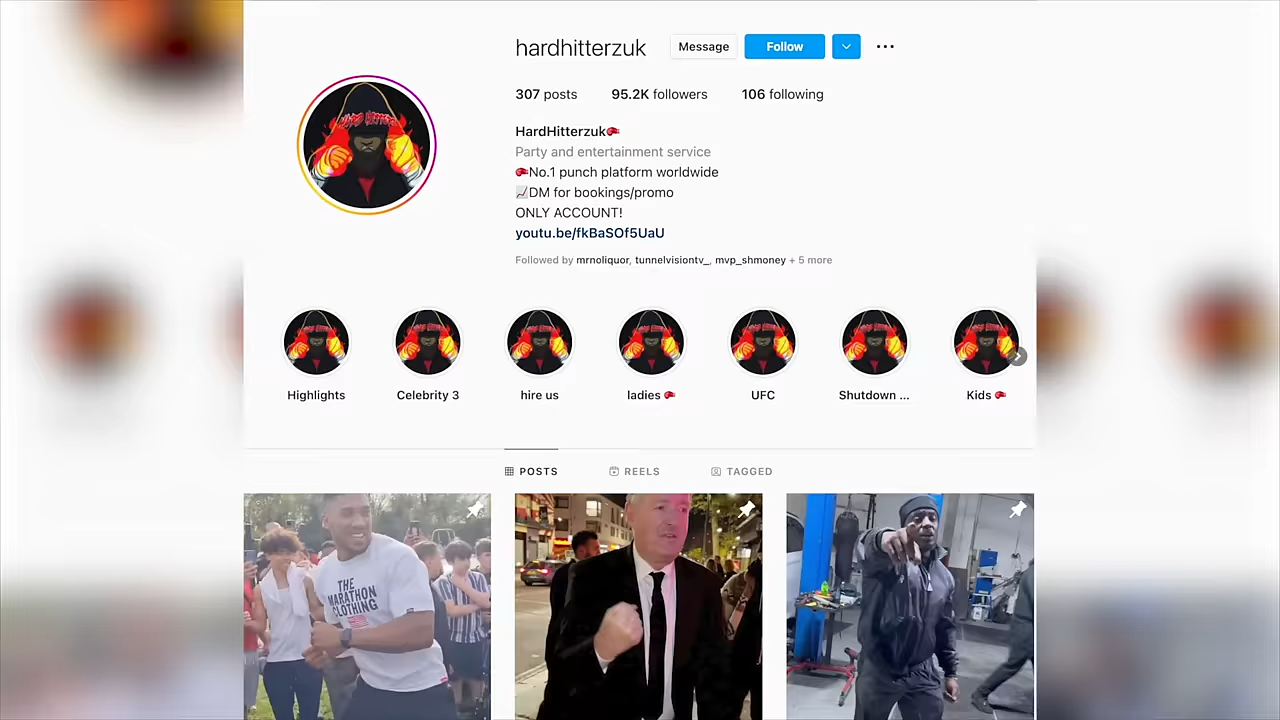 hardhitterzuk
Message
Follow
307 posts
95.2K followers
106 following
HardHitterzuk🥊
Party and entertainment service
🥊No.1 punch platform worldwide
📈DM for bookings/promo
ONLY ACCOUNT!
youtu.be/fkBaSOf5UaU
Followed by mrnoliquor, tunnelvisiontv_, mvp_shmoney + 5 more
Highlights
Celebrity 3
hire us
ladies 🥊
UFC
Shutdown ...
Kids 🥊
POSTS
REELS
TAGGED
THE
MARATHON
CLOTHING
HARD HITTERZ